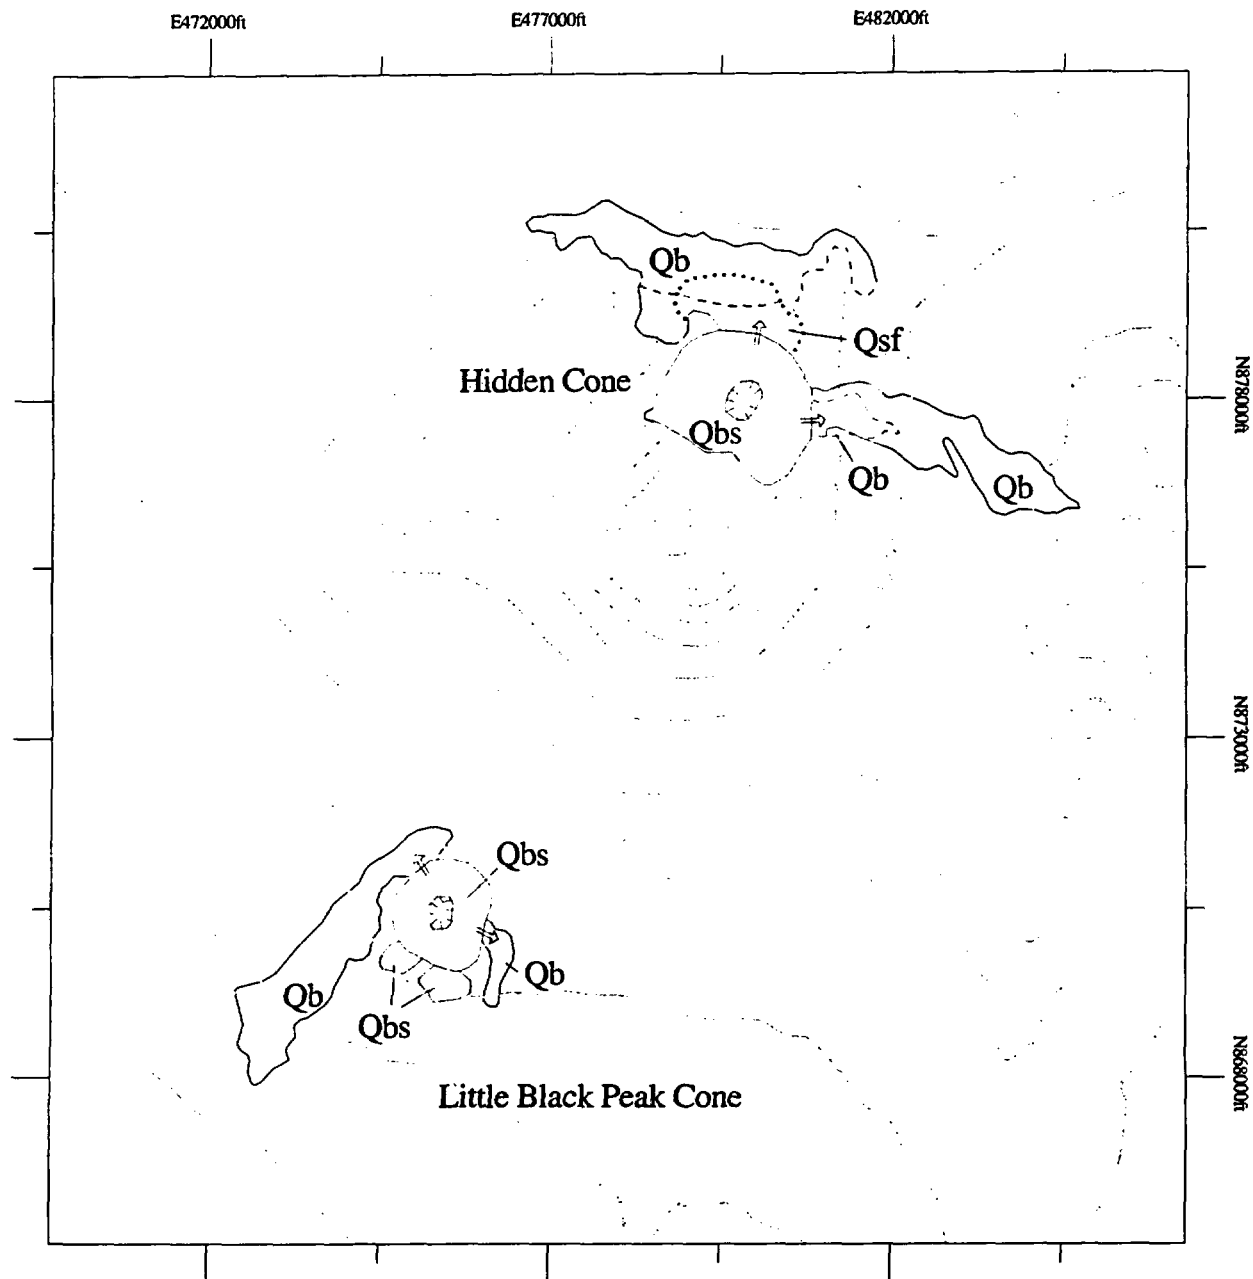 E472000ft
E477000ft
E482000ft
Qb
Qsf
Hidden Cone
N878000ft
Qbs
Qb
Qb
N873000ft
Qbs
Qb
Qb
Qbs
N868000ft
Little Black Peak Cone